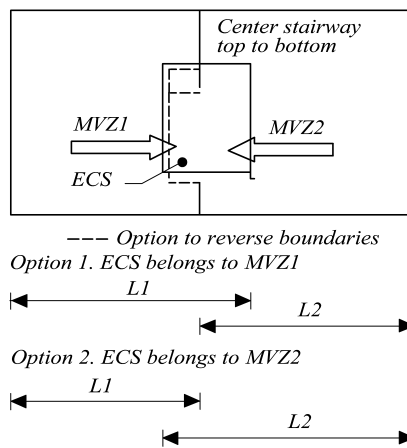 Center stairway
top to bottom
MVZ1
MVZ2
ECS
Option to reverse boundaries
Option 1. ECS belongs to MVZ1
L1
L2
Option 2. ECS belongs to MVZ2
L1
L2